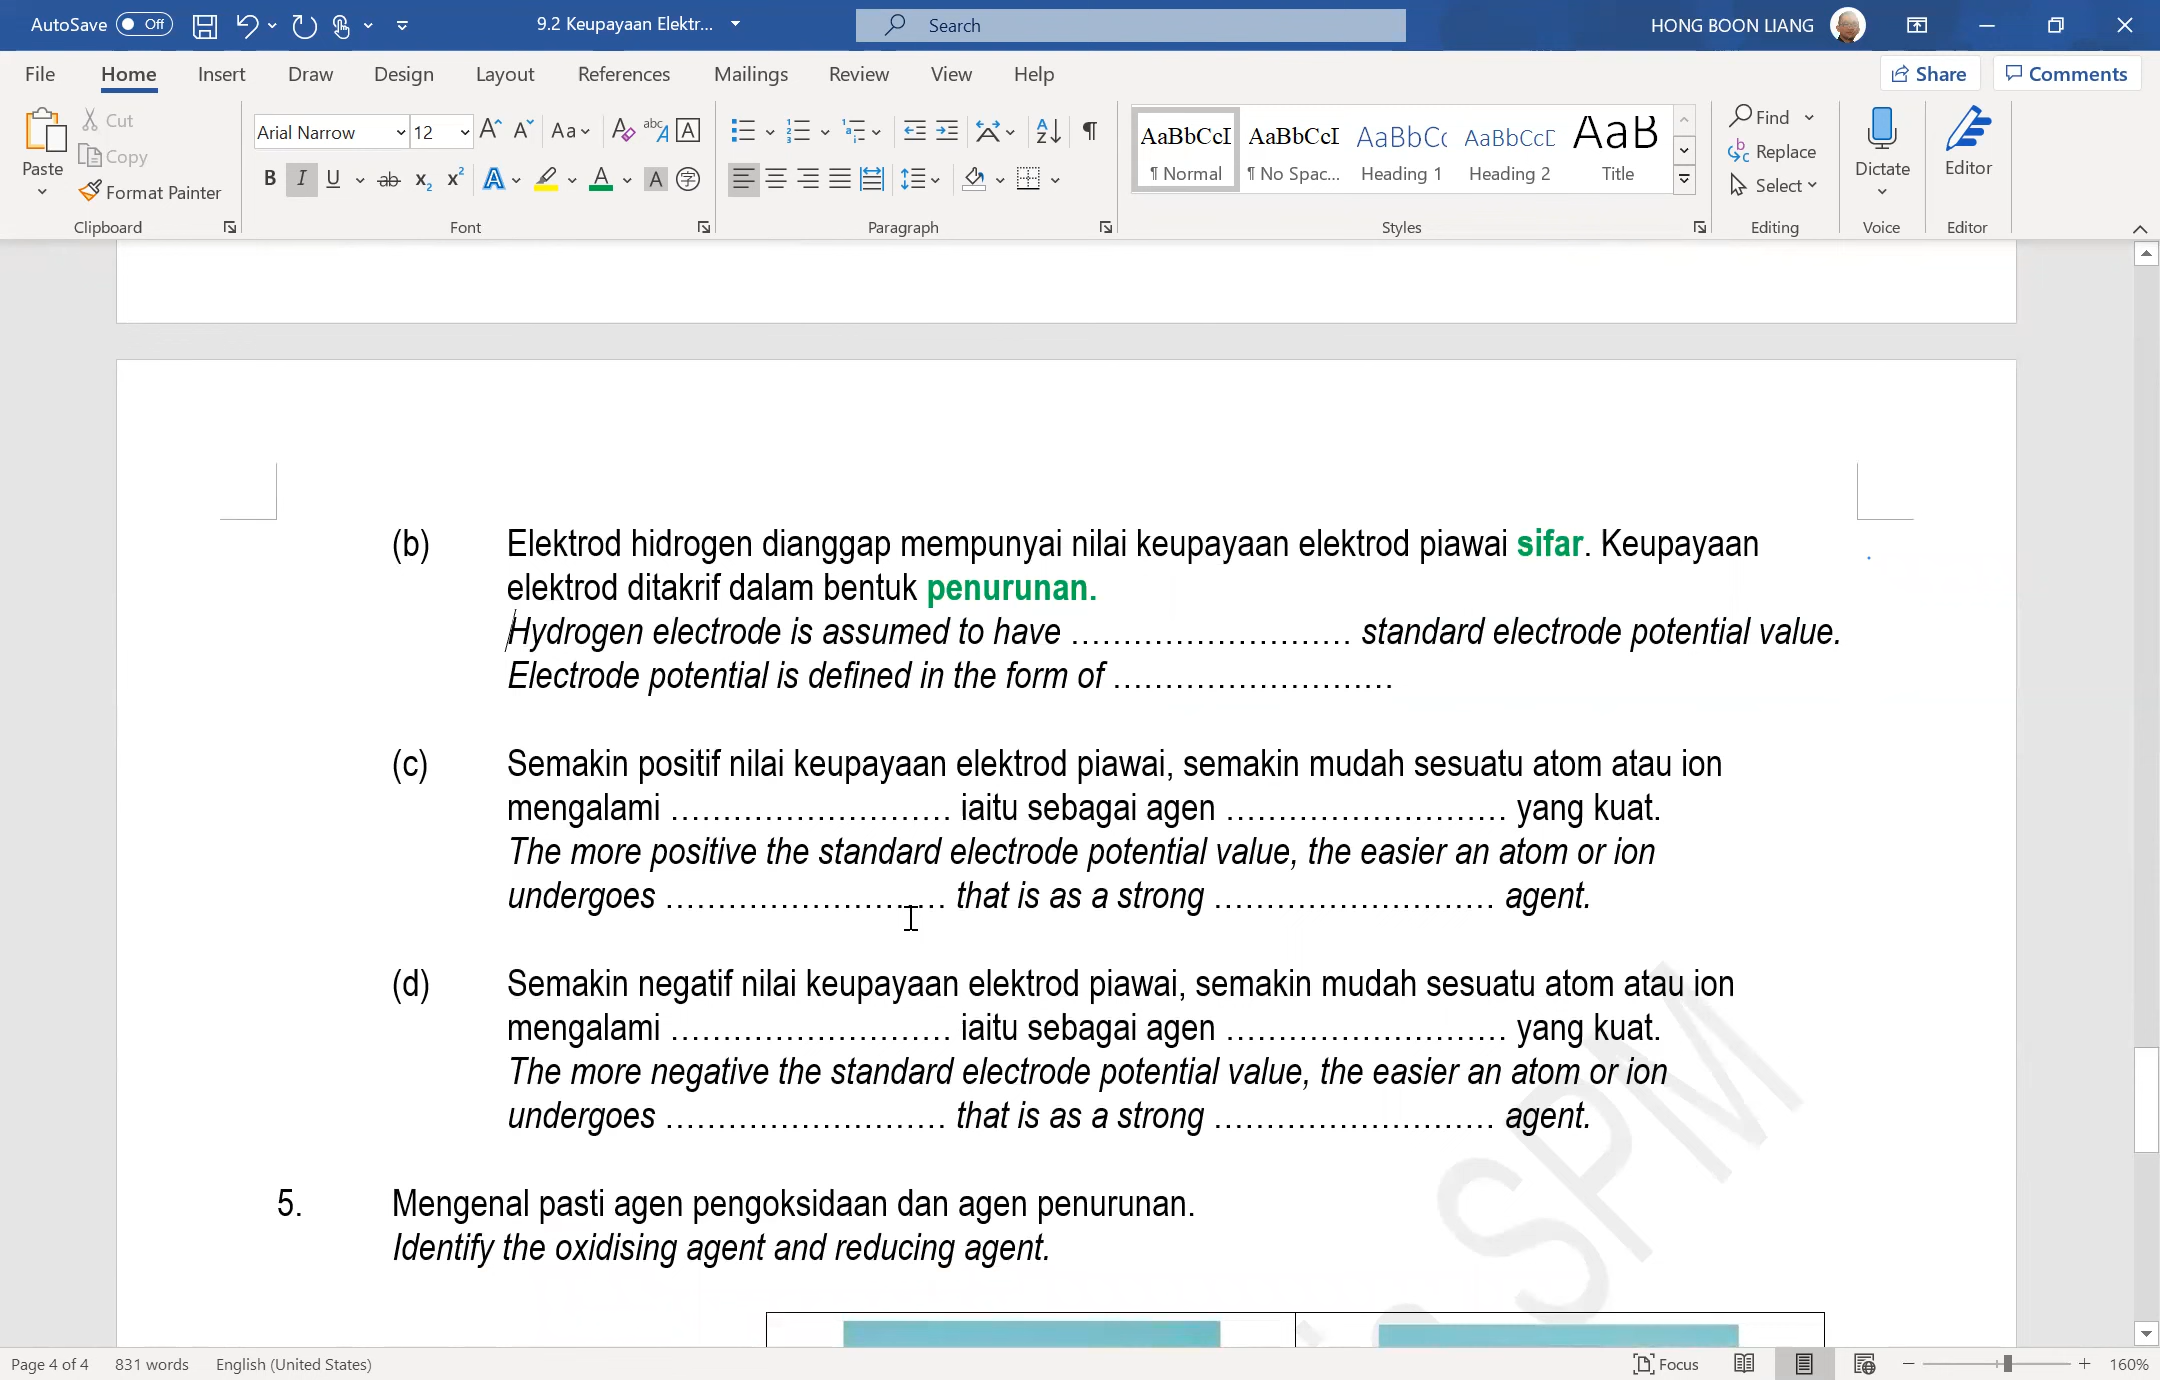 AutoSave Off 9.2 Keupayaan Elektr... Search HONG BOON LIANG
File Home Insert Draw Design Layout References Mailings Review View Help Share Comments
Paste Cut Copy Format Painter
Arial Narrow 12
AaBbCcI AaBbCcI AaBbCc AaBbCcD AaB
¶ Normal ¶ No Spac... Heading 1 Heading 2 Title
Find Replace Select Dictate Editor
Clipboard Font Paragraph Styles Editing Voice Editor
(b) Elektrod hidrogen dianggap mempunyai nilai keupayaan elektrod piawai sifar. Keupayaan
elektrod ditakrif dalam bentuk penurunan.
Hydrogen electrode is assumed to have ……………………… standard electrode potential value.
Electrode potential is defined in the form of ………………………
(c) Semakin positif nilai keupayaan elektrod piawai, semakin mudah sesuatu atom atau ion
mengalami ……………………… iaitu sebagai agen ……………………… yang kuat.
The more positive the standard electrode potential value, the easier an atom or ion
undergoes ……………………… that is as a strong ……………………… agent.
(d) Semakin negatif nilai keupayaan elektrod piawai, semakin mudah sesuatu atom atau ion
mengalami ……………………… iaitu sebagai agen ……………………… yang kuat.
The more negative the standard electrode potential value, the easier an atom or ion
undergoes ……………………… that is as a strong ……………………… agent.
5. Mengenal pasti agen pengoksidaan dan agen penurunan.
Identify the oxidising agent and reducing agent.
SPM
Page 4 of 4 831 words English (United States) Focus 160%